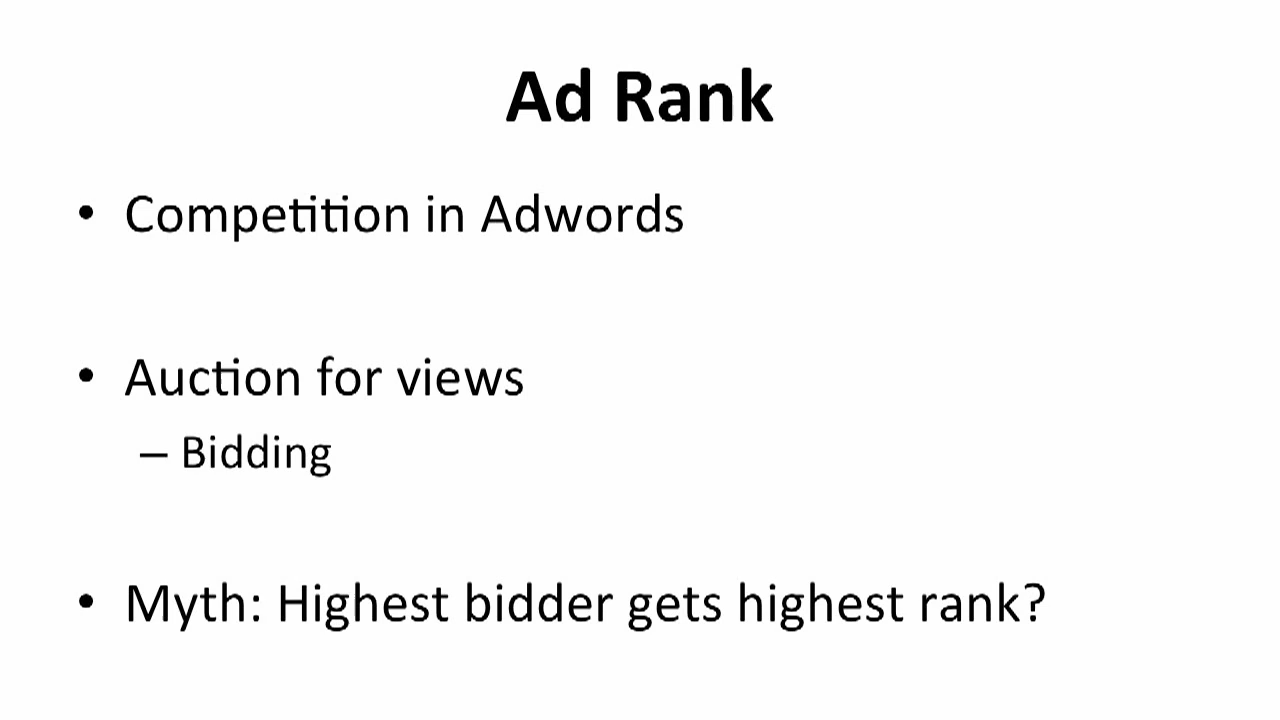 Ad Rank
• Competition in Adwords
• Auction for views
– Bidding
• Myth: Highest bidder gets highest rank?